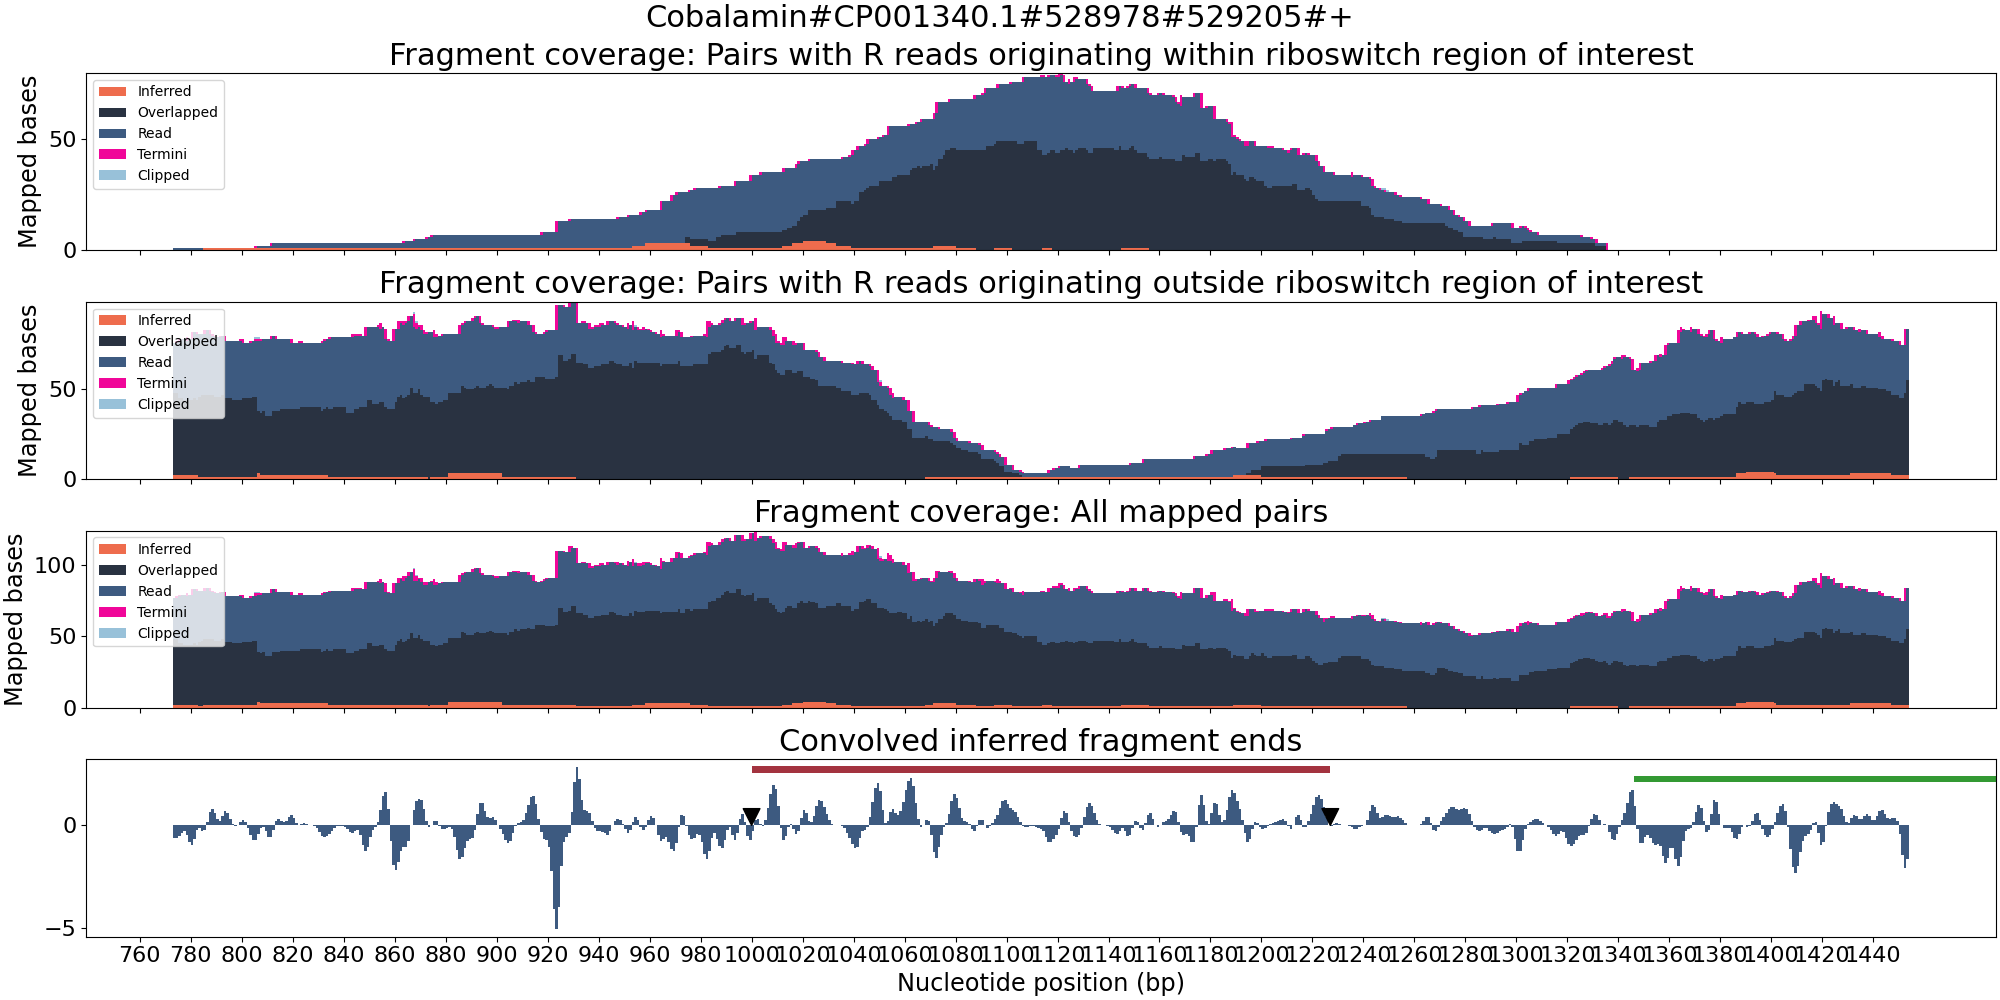 Cobalamin#CP001340.1#528978#529205#+
Fragment coverage: Pairs with R reads originating within riboswitch region of interest
Mapped bases
50
0
Inferred
Overlapped
Read
Termini
Clipped
Fragment coverage: Pairs with R reads originating outside riboswitch region of interest
Mapped bases
50
0
Inferred
Overlapped
Read
Termini
Clipped
Fragment coverage: All mapped pairs
Mapped bases
100
50
0
Inferred
Overlapped
Read
Termini
Clipped
Convolved inferred fragment ends
0
−5
760 780 800 820 840 860 880 900 920 940 960 980 1000 1020 1040 1060 1080 1100 1120 1140 1160 1180 1200 1220 1240 1260 1280 1300 1320 1340 1360 1380 1400 1420 1440
Nucleotide position (bp)